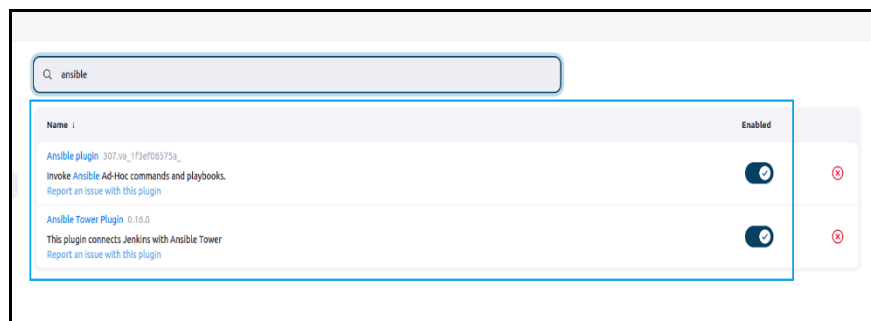 ansible
Name ↓ Enabled
Ansible plugin 307.va_1f3ef06575a_
Invoke Ansible Ad-Hoc commands and playbooks.
Report an issue with this plugin
Ansible Tower Plugin 0.16.0
This plugin connects Jenkins with Ansible Tower
Report an issue with this plugin